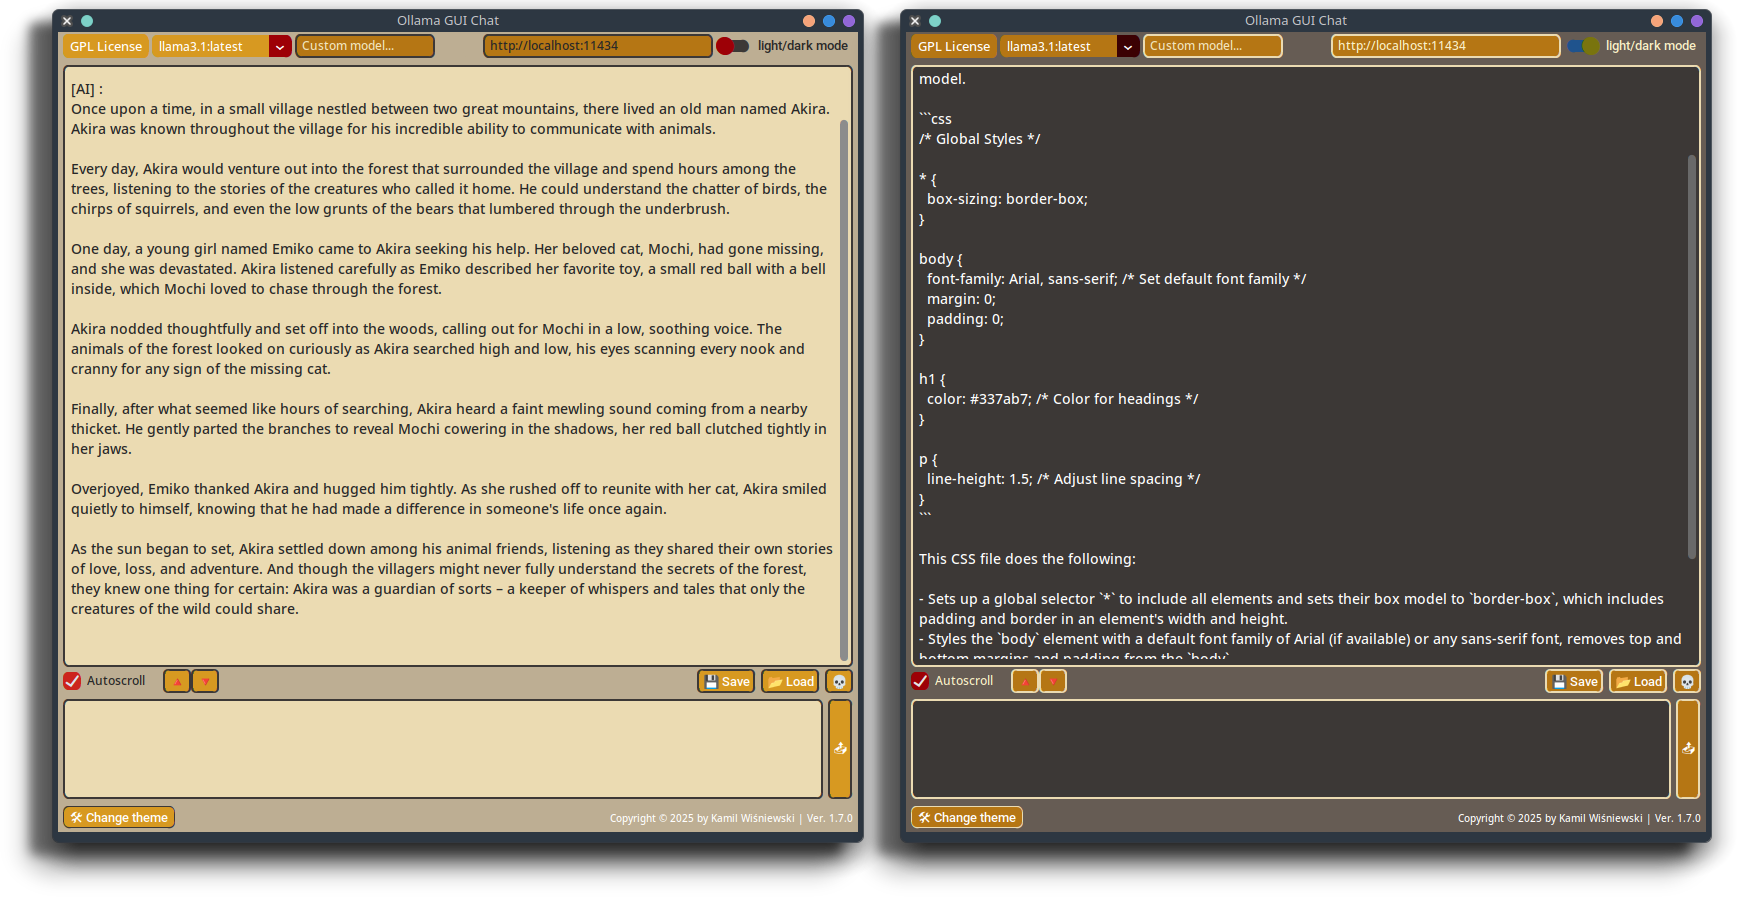 Ollama GUI Chat
GPL License
llama3.1:latest
Custom model...
http://localhost:11434
light/dark mode
[AI] :
Once upon a time, in a small village nestled between two great mountains, there lived an old man named Akira.
Akira was known throughout the village for his incredible ability to communicate with animals.
Every day, Akira would venture out into the forest that surrounded the village and spend hours among the
trees, listening to the stories of the creatures who called it home. He could understand the chatter of birds, the
chirps of squirrels, and even the low grunts of the bears that lumbered through the underbrush.
One day, a young girl named Emiko came to Akira seeking his help. Her beloved cat, Mochi, had gone missing,
and she was devastated. Akira listened carefully as Emiko described her favorite toy, a small red ball with a bell
inside, which Mochi loved to chase through the forest.
Akira nodded thoughtfully and set off into the woods, calling out for Mochi in a low, soothing voice. The
animals of the forest looked on curiously as Akira searched high and low, his eyes scanning every nook and
cranny for any sign of the missing cat.
Finally, after what seemed like hours of searching, Akira heard a faint mewling sound coming from a nearby
thicket. He gently parted the branches to reveal Mochi cowering in the shadows, her red ball clutched tightly in
her jaws.
Overjoyed, Emiko thanked Akira and hugged him tightly. As she rushed off to reunite with her cat, Akira smiled
quietly to himself, knowing that he had made a difference in someone's life once again.
As the sun began to set, Akira settled down among his animal friends, listening as they shared their own stories
of love, loss, and adventure. And though the villagers might never fully understand the secrets of the forest,
they knew one thing for certain: Akira was a guardian of sorts – a keeper of whispers and tales that only the
creatures of the wild could share.
Autoscroll
Save
Load
Change theme
Copyright © 2025 by Kamil Wiśniewski | Ver. 1.7.0
Ollama GUI Chat
GPL License
llama3.1:latest
Custom model...
http://localhost:11434
light/dark mode
model.
```css
/* Global Styles */
* {
box-sizing: border-box;
}
body {
font-family: Arial, sans-serif; /* Set default font family */
margin: 0;
padding: 0;
}
h1 {
color: #337ab7; /* Color for headings */
}
p {
line-height: 1.5; /* Adjust line spacing */
}
```
This CSS file does the following:
- Sets up a global selector `*` to include all elements and sets their box model to `border-box`, which includes
padding and border in an element's width and height.
- Styles the `body` element with a default font family of Arial (if available) or any sans-serif font, removes top and
bottom margins and padding from the `body`.
Autoscroll
Save
Load
Change theme
Copyright © 2025 by Kamil Wiśniewski | Ver. 1.7.0